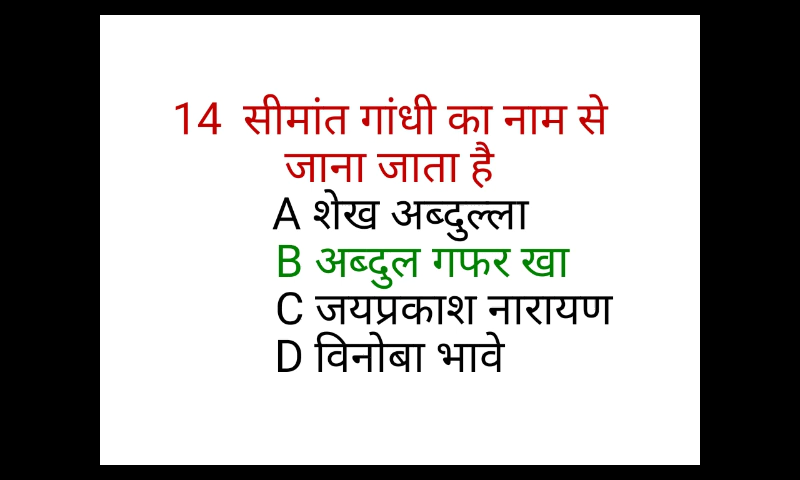 14 सीमांत गांधी का नाम से
जाना जाता है
A शेख अब्दुल्ला
B अब्दुल गफर खा
C जयप्रकाश नारायण
D विनोबा भावे